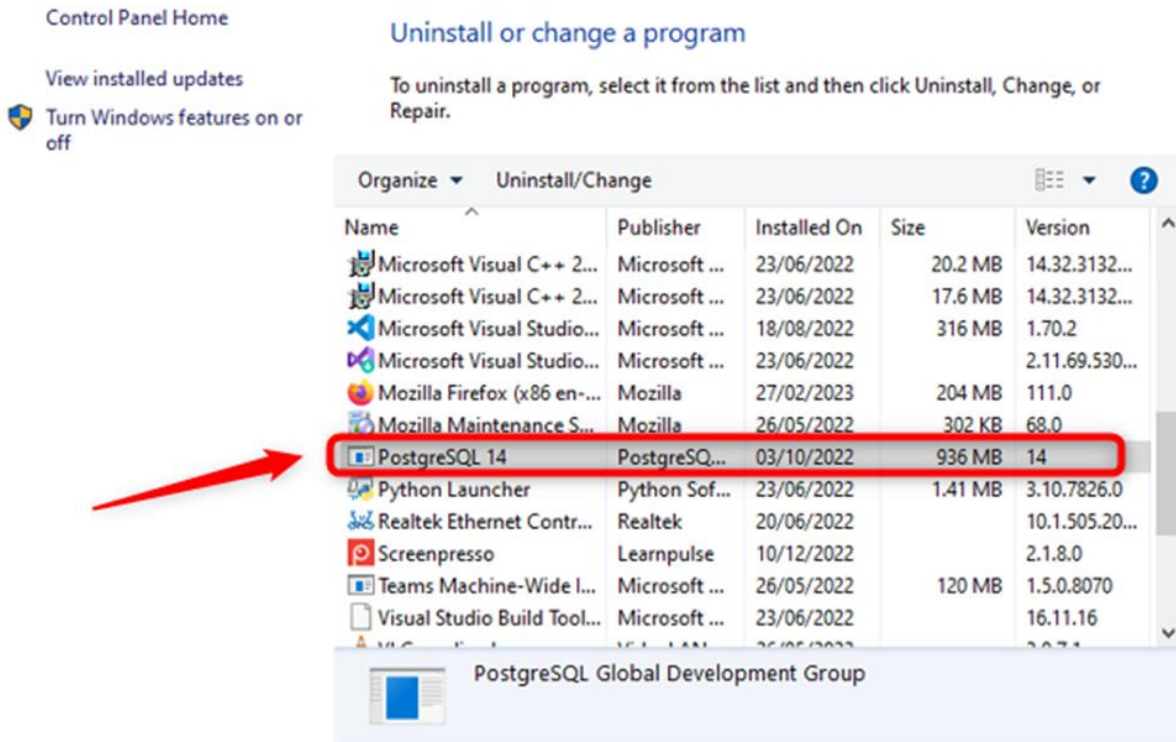 Control Panel Home
View installed updates
Turn Windows features on or
off
Uninstall or change a program
To uninstall a program, select it from the list and then click Uninstall, Change, or
Repair.
Organize Uninstall/Change
Name Publisher Installed On Size Version
Microsoft Visual C++ 2... Microsoft ... 23/06/2022 20.2 MB 14.32.3132...
Microsoft Visual C++ 2... Microsoft ... 23/06/2022 17.6 MB 14.32.3132...
Microsoft Visual Studio... Microsoft ... 18/08/2022 316 MB 1.70.2
Microsoft Visual Studio... Microsoft ... 23/06/2022 2.11.69.530...
Mozilla Firefox (x86 en-... Mozilla 27/02/2023 204 MB 111.0
Mozilla Maintenance S... Mozilla 26/05/2022 302 KB 68.0
PostgreSQL 14 PostgreSQ... 03/10/2022 936 MB 14
Python Launcher Python Sof... 23/06/2022 1.41 MB 3.10.7826.0
Realtek Ethernet Contr... Realtek 20/06/2022 10.1.505.20...
Screenpresso Learnpulse 10/12/2022 2.1.8.0
Teams Machine-Wide I... Microsoft ... 26/05/2022 120 MB 1.5.0.8070
Visual Studio Build Tool... Microsoft ... 23/06/2022 16.11.16
PostgreSQL Global Development Group